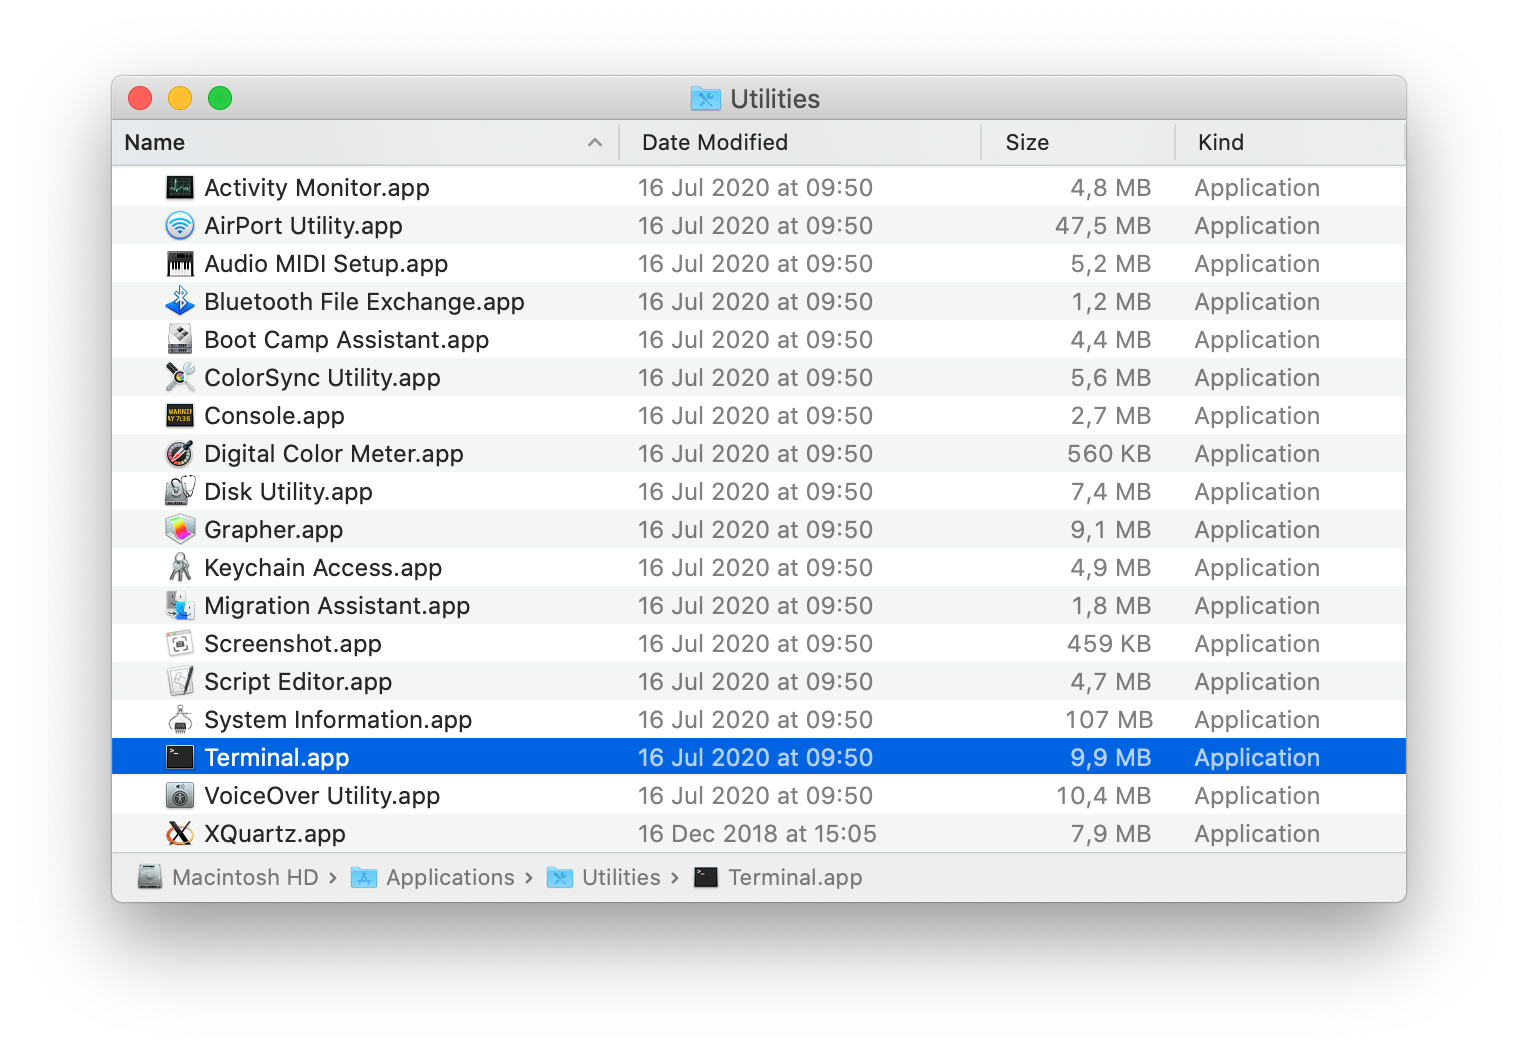 Utilities
Name Date Modified Size Kind
Activity Monitor.app 16 Jul 2020 at 09:50 4,8 MB Application
AirPort Utility.app 16 Jul 2020 at 09:50 47,5 MB Application
Audio MIDI Setup.app 16 Jul 2020 at 09:50 5,2 MB Application
Bluetooth File Exchange.app 16 Jul 2020 at 09:50 1,2 MB Application
Boot Camp Assistant.app 16 Jul 2020 at 09:50 4,4 MB Application
ColorSync Utility.app 16 Jul 2020 at 09:50 5,6 MB Application
Console.app 16 Jul 2020 at 09:50 2,7 MB Application
Digital Color Meter.app 16 Jul 2020 at 09:50 560 KB Application
Disk Utility.app 16 Jul 2020 at 09:50 7,4 MB Application
Grapher.app 16 Jul 2020 at 09:50 9,1 MB Application
Keychain Access.app 16 Jul 2020 at 09:50 4,9 MB Application
Migration Assistant.app 16 Jul 2020 at 09:50 1,8 MB Application
Screenshot.app 16 Jul 2020 at 09:50 459 KB Application
Script Editor.app 16 Jul 2020 at 09:50 4,7 MB Application
System Information.app 16 Jul 2020 at 09:50 107 MB Application
Terminal.app 16 Jul 2020 at 09:50 9,9 MB Application
VoiceOver Utility.app 16 Jul 2020 at 09:50 10,4 MB Application
XQuartz.app 16 Dec 2018 at 15:05 7,9 MB Application
Macintosh HD › Applications › Utilities › Terminal.app